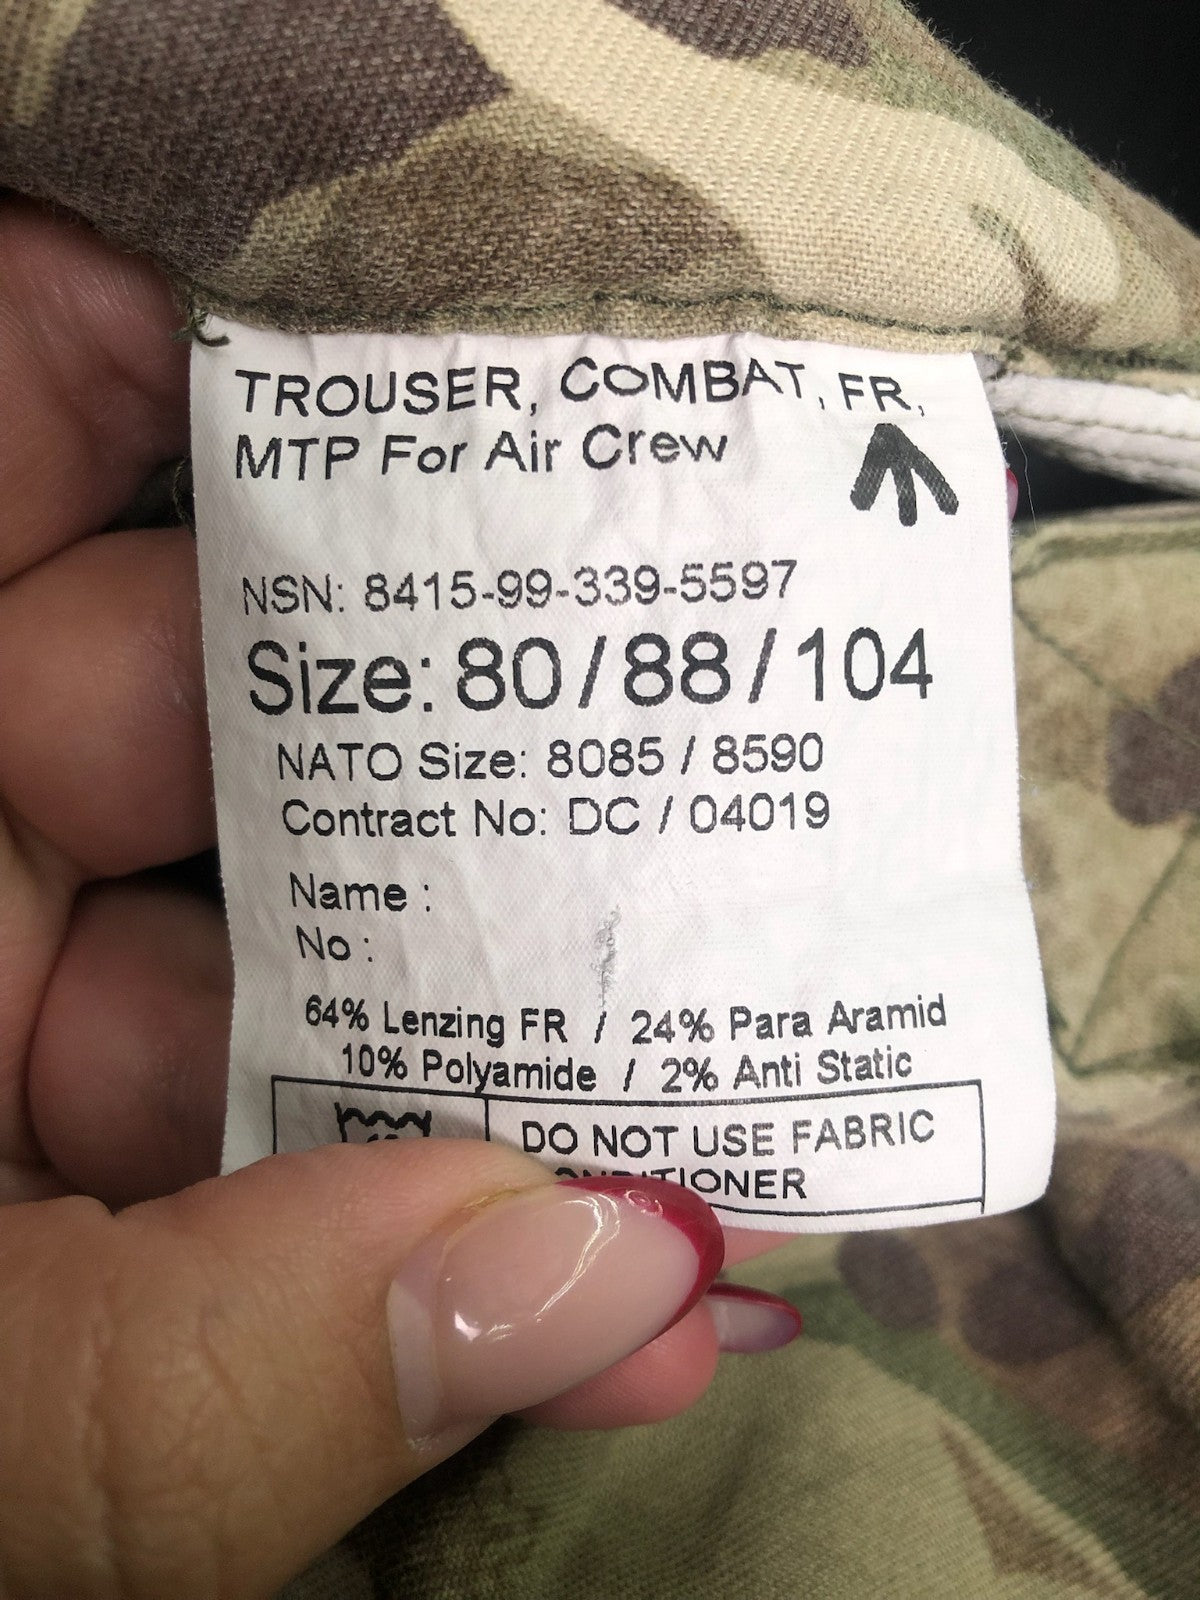 TROUSER, COMBAT, FR,
MTP For Air Crew
NSN: 8415-99-339-5597
Size: 80 / 88 / 104
NATO Size: 8085 / 8590
Contract No: DC / 04019
Name :
No :
64% Lenzing FR / 24% Para Aramid
10% Polyamide / 2% Anti Static
DO NOT USE FABRIC
CONDITIONER